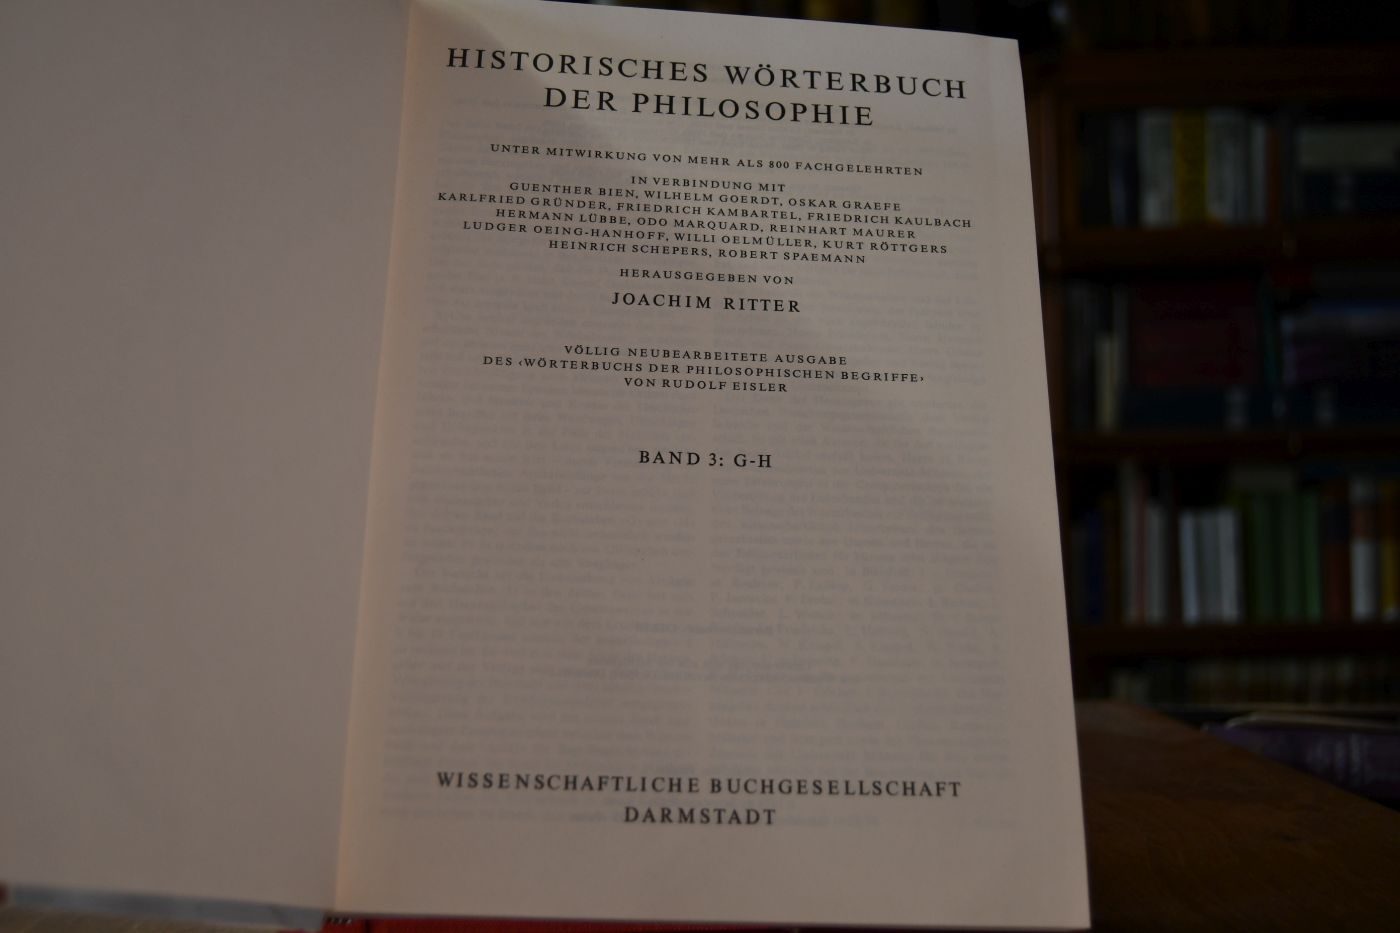 HISTORISCHES WÖRTERBUCH
DER PHILOSOPHIE
UNTER MITWIRKUNG VON MEHR ALS 800 FACHGELEHRTEN
IN VERBINDUNG MIT
GUENTHER BIEN, WILHELM GOERDT, OSKAR GRAEFE
KARLFRIED GRÜNDER, FRIEDRICH KAMBARTEL, FRIEDRICH KAULBACH
HERMANN LÜBBE, ODO MARQUARD, REINHART MAURER
LUDGER OEING-HANHOFF, WILLI OELMÜLLER, KURT RÖTTGERS
HEINRICH SCHEPERS, ROBERT SPAEMANN
HERAUSGEGEBEN VON
JOACHIM RITTER
VÖLLIG NEUBEARBEITETE AUSGABE
DES ‹WÖRTERBUCHS DER PHILOSOPHISCHEN BEGRIFFE›
VON RUDOLF EISLER
BAND 3: G-H
WISSENSCHAFTLICHE BUCHGESELLSCHAFT
DARMSTADT